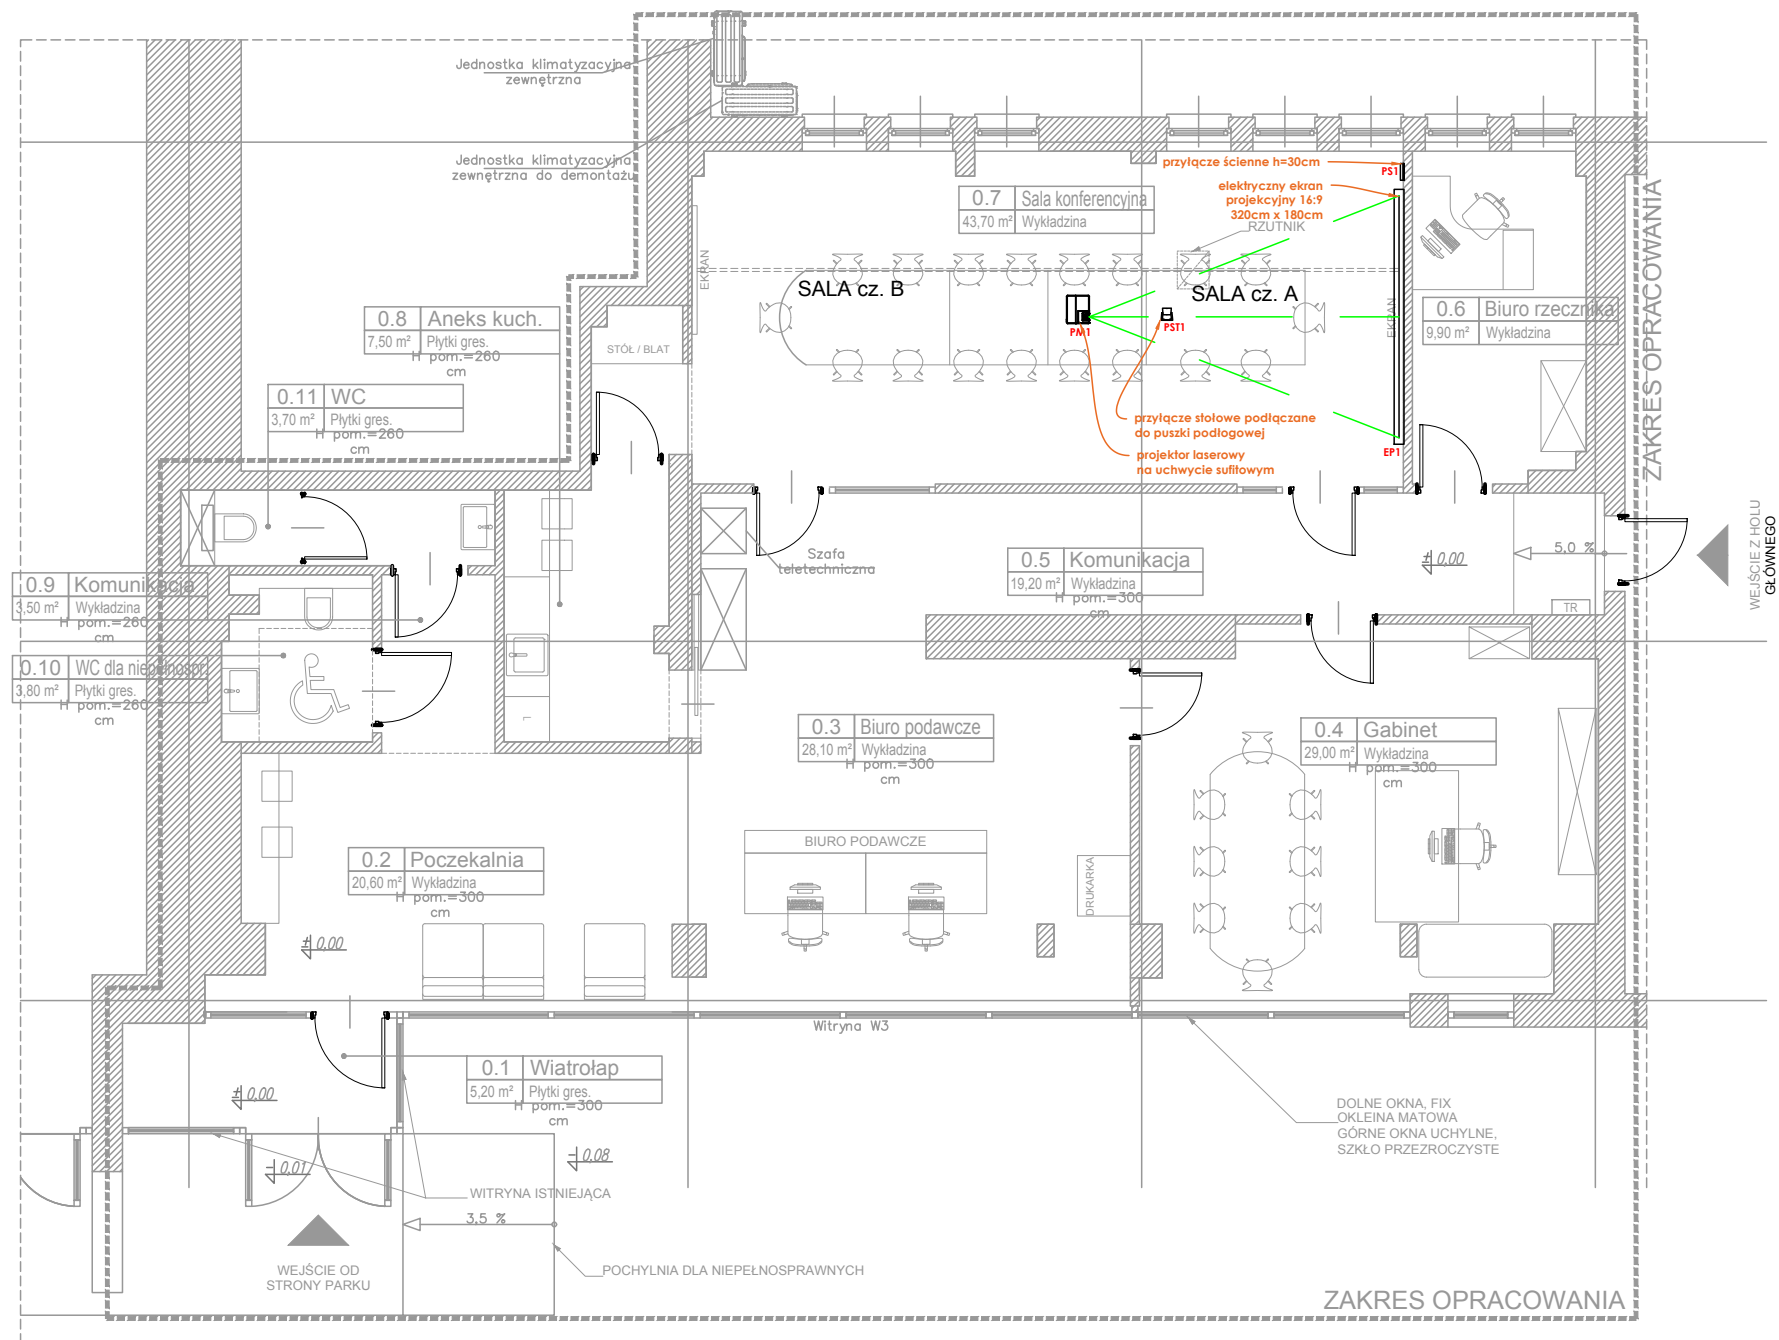 Jednostka klimatyzacyjna
zewnętrzna
Jednostka klimatyzacyjna
zewnętrzna do demontażu
przyłącze ścienne h=30cm
PS1
elektryczny ekran
projekcyjny 16:9
320cm x 180cm
RZUTNIK
0.7 Sala konferencyjna
43,70 m² Wykładzina
EKRAN
SALA cz. B
SALA cz. A
PM1
PST1
EKRAN
EP1
przyłącze stołowe podłączane
do puszki podłogowej
projektor laserowy
na uchwycie sufitowym
0.6 Biuro rzecznika
9,90 m² Wykładzina
ZAKRES OPRACOWANIA
0.8 Aneks kuch.
7,50 m² Płytki gres.
H pom.=260
cm
STÓŁ / BLAT
0.11 WC
3,70 m² Płytki gres.
H pom.=260
cm
Szafa
teletechniczna
0.5 Komunikacja
19,20 m² Wykładzina
H pom.=300
cm
± 0,00
5,0 %
TR
WEJŚCIE Z HOLU
GŁÓWNEGO
0.9 Komunikacja
3,50 m² Wykładzina
H pom.=260
cm
0.10 WC dla niepełnospr.
3,80 m² Płytki gres.
H pom.=260
cm
L
0.3 Biuro podawcze
28,10 m² Wykładzina
H pom.=300
cm
0.4 Gabinet
29,00 m² Wykładzina
H pom.=300
cm
BIURO PODAWCZE
DRUKARKA
0.2 Poczekalnia
20,60 m² Wykładzina
H pom.=300
cm
± 0,00
Witryna W3
0.1 Wiatrołap
5,20 m² Płytki gres.
H pom.=300
cm
± 0,00
- 0,01
- 0,08
WITRYNA ISTNIEJĄCA
3,5 %
WEJŚCIE OD
STRONY PARKU
POCHYLNIA DLA NIEPEŁNOSPRAWNYCH
DOLNE OKNA, FIX
OKLEINA MATOWA
GÓRNE OKNA UCHYLNE,
SZKŁO PRZEZROCZYSTE
ZAKRES OPRACOWANIA